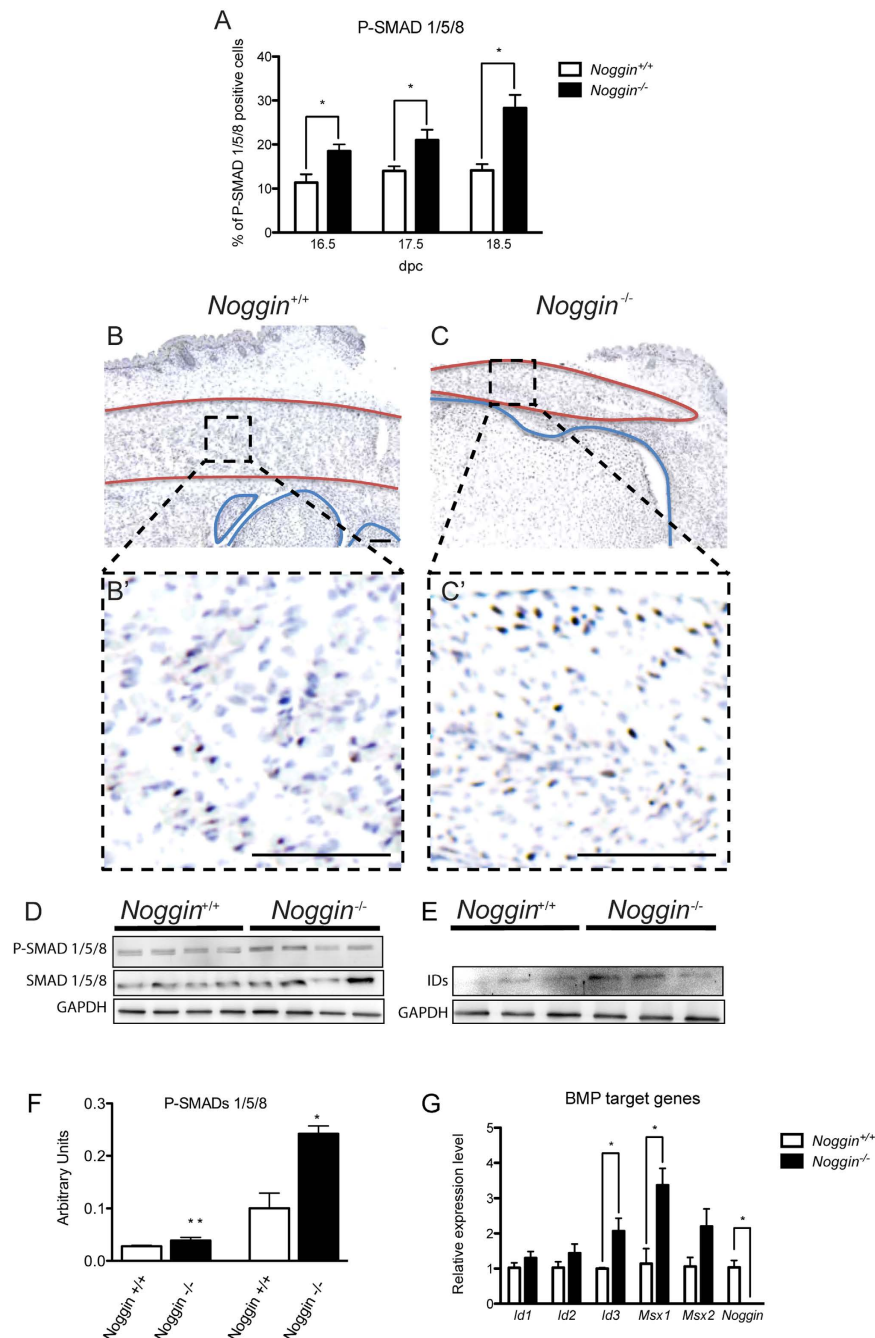 A
P-SMAD 1/5/8
% of P-SMAD 1/5/8 positive cells
40
30
20
10
0
*
*
*
16.5
17.5
18.5
dpc
Noggin+/+
Noggin-/-
Noggin+/+
Noggin-/-
B
C
B'
C'
D
Noggin+/+
Noggin-/-
P-SMAD 1/5/8
SMAD 1/5/8
GAPDH
E
Noggin+/+
Noggin-/-
IDs
GAPDH
F
P-SMADs 1/5/8
Arbitrary Units
0.3
0.2
0.1
0.0
* *
*
Noggin +/+
Noggin -/-
Noggin +/+
Noggin -/-
G
BMP target genes
Relative expression level
5
4
3
2
1
0
*
*
*
Id1
Id2
Id3
Msx1
Msx2
Noggin
Noggin+/+
Noggin-/-